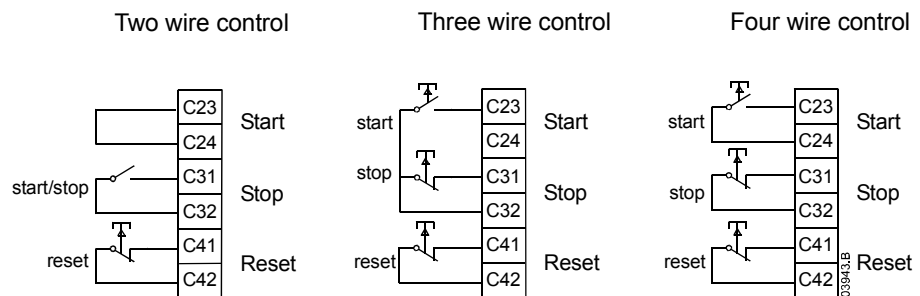 Two wire control
C23
C24
Start
start/stop
C31
C32
Stop
reset
C41
C42
Reset
Three wire control
start
C23
C24
Start
stop
C31
C32
Stop
reset
C41
C42
Reset
Four wire control
start
C23
C24
Start
stop
C31
C32
Stop
reset
C41
C42
Reset
03943.B